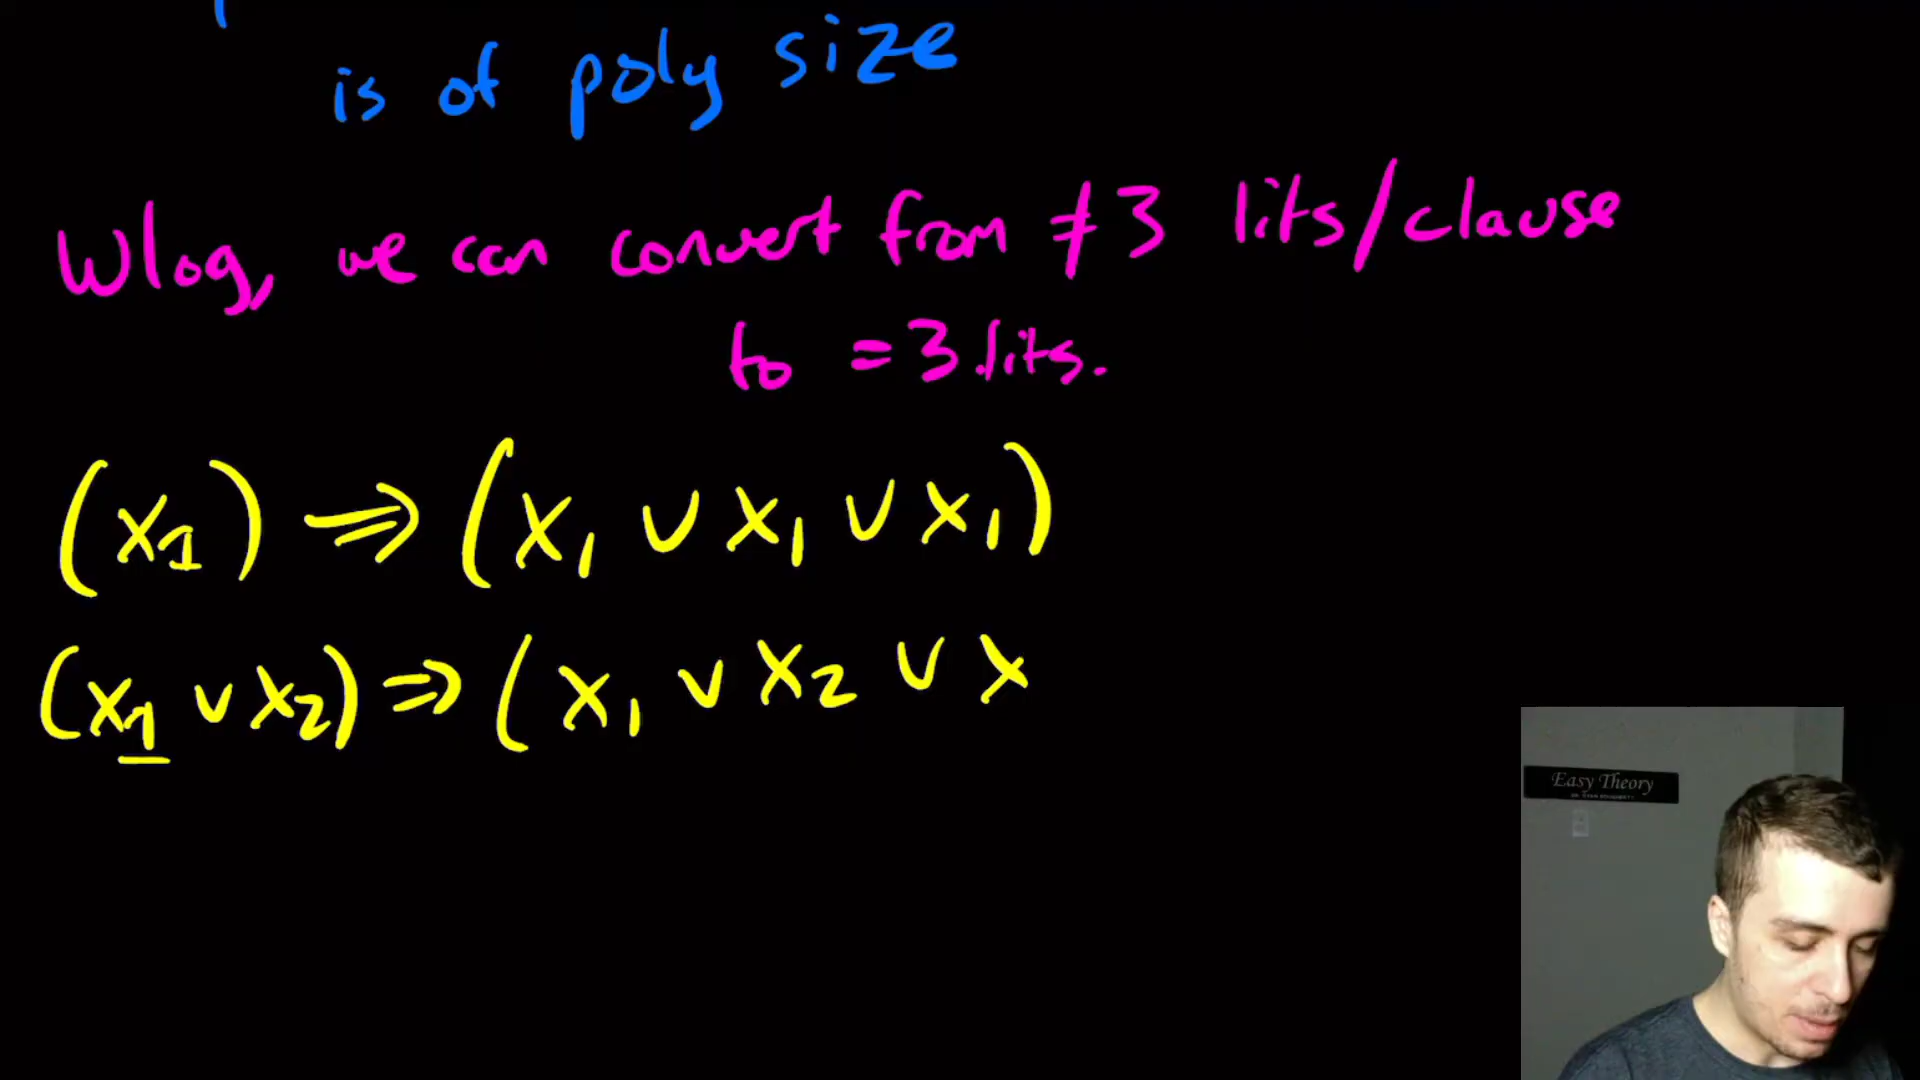 is of poly size
Wlog, we can convert from ≠3 lits/clause
to =3 lits.
(x₁) ⇒ (x₁ ∨ x₁ ∨ x₁)
(x₁ ∨ x₂) ⇒ (x₁ ∨ x₂ ∨ x
Easy Theory